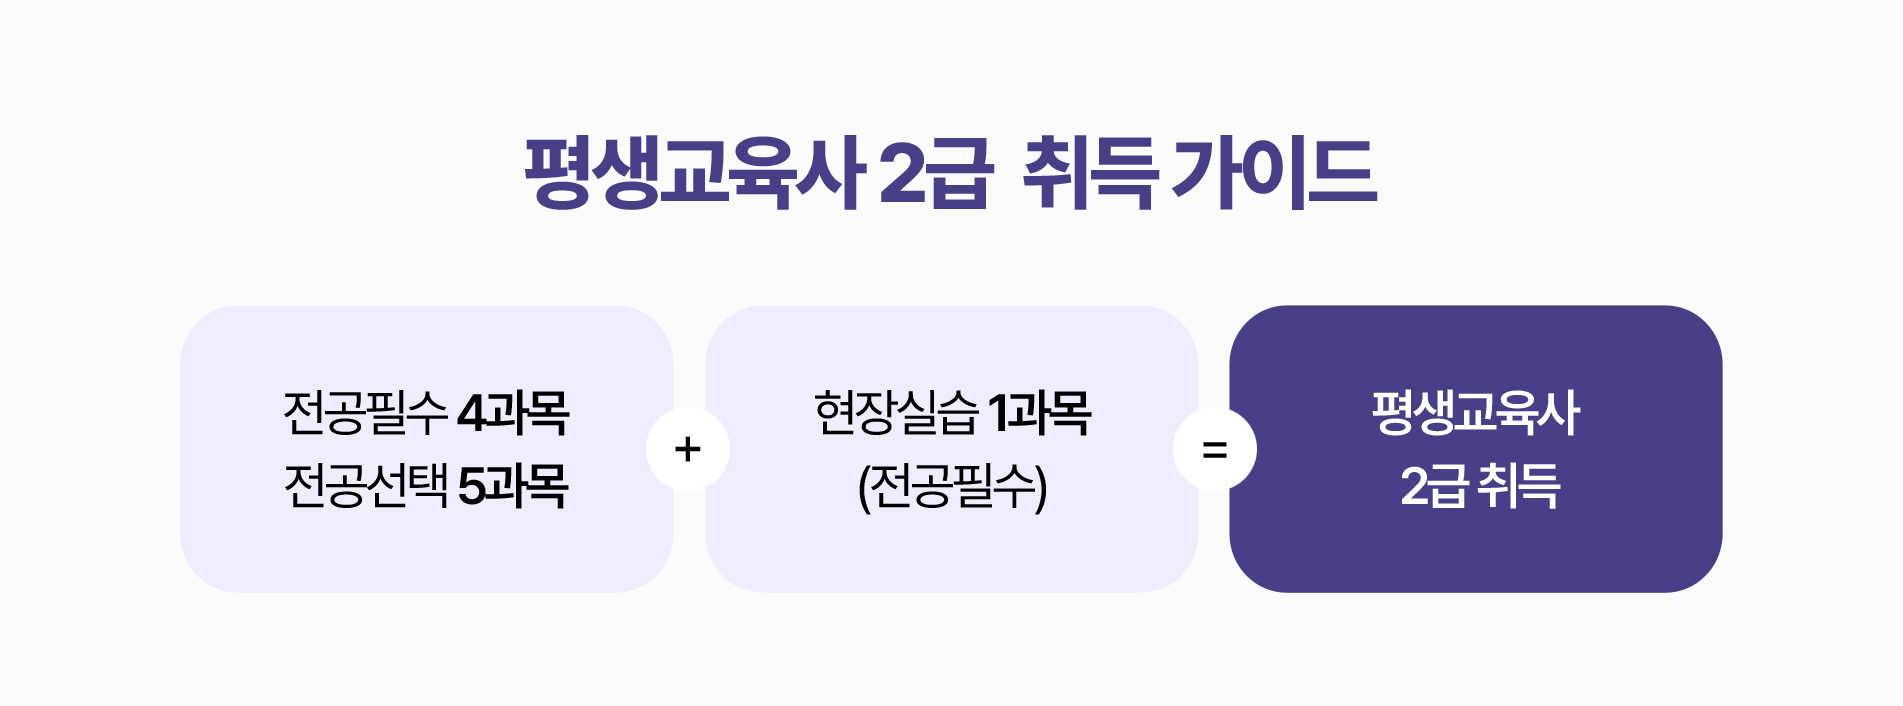 평생교육사 2급 취득 가이드
전공필수 4과목
전공선택 5과목
+
현장실습 1과목
(전공필수)
=
평생교육사
2급 취득